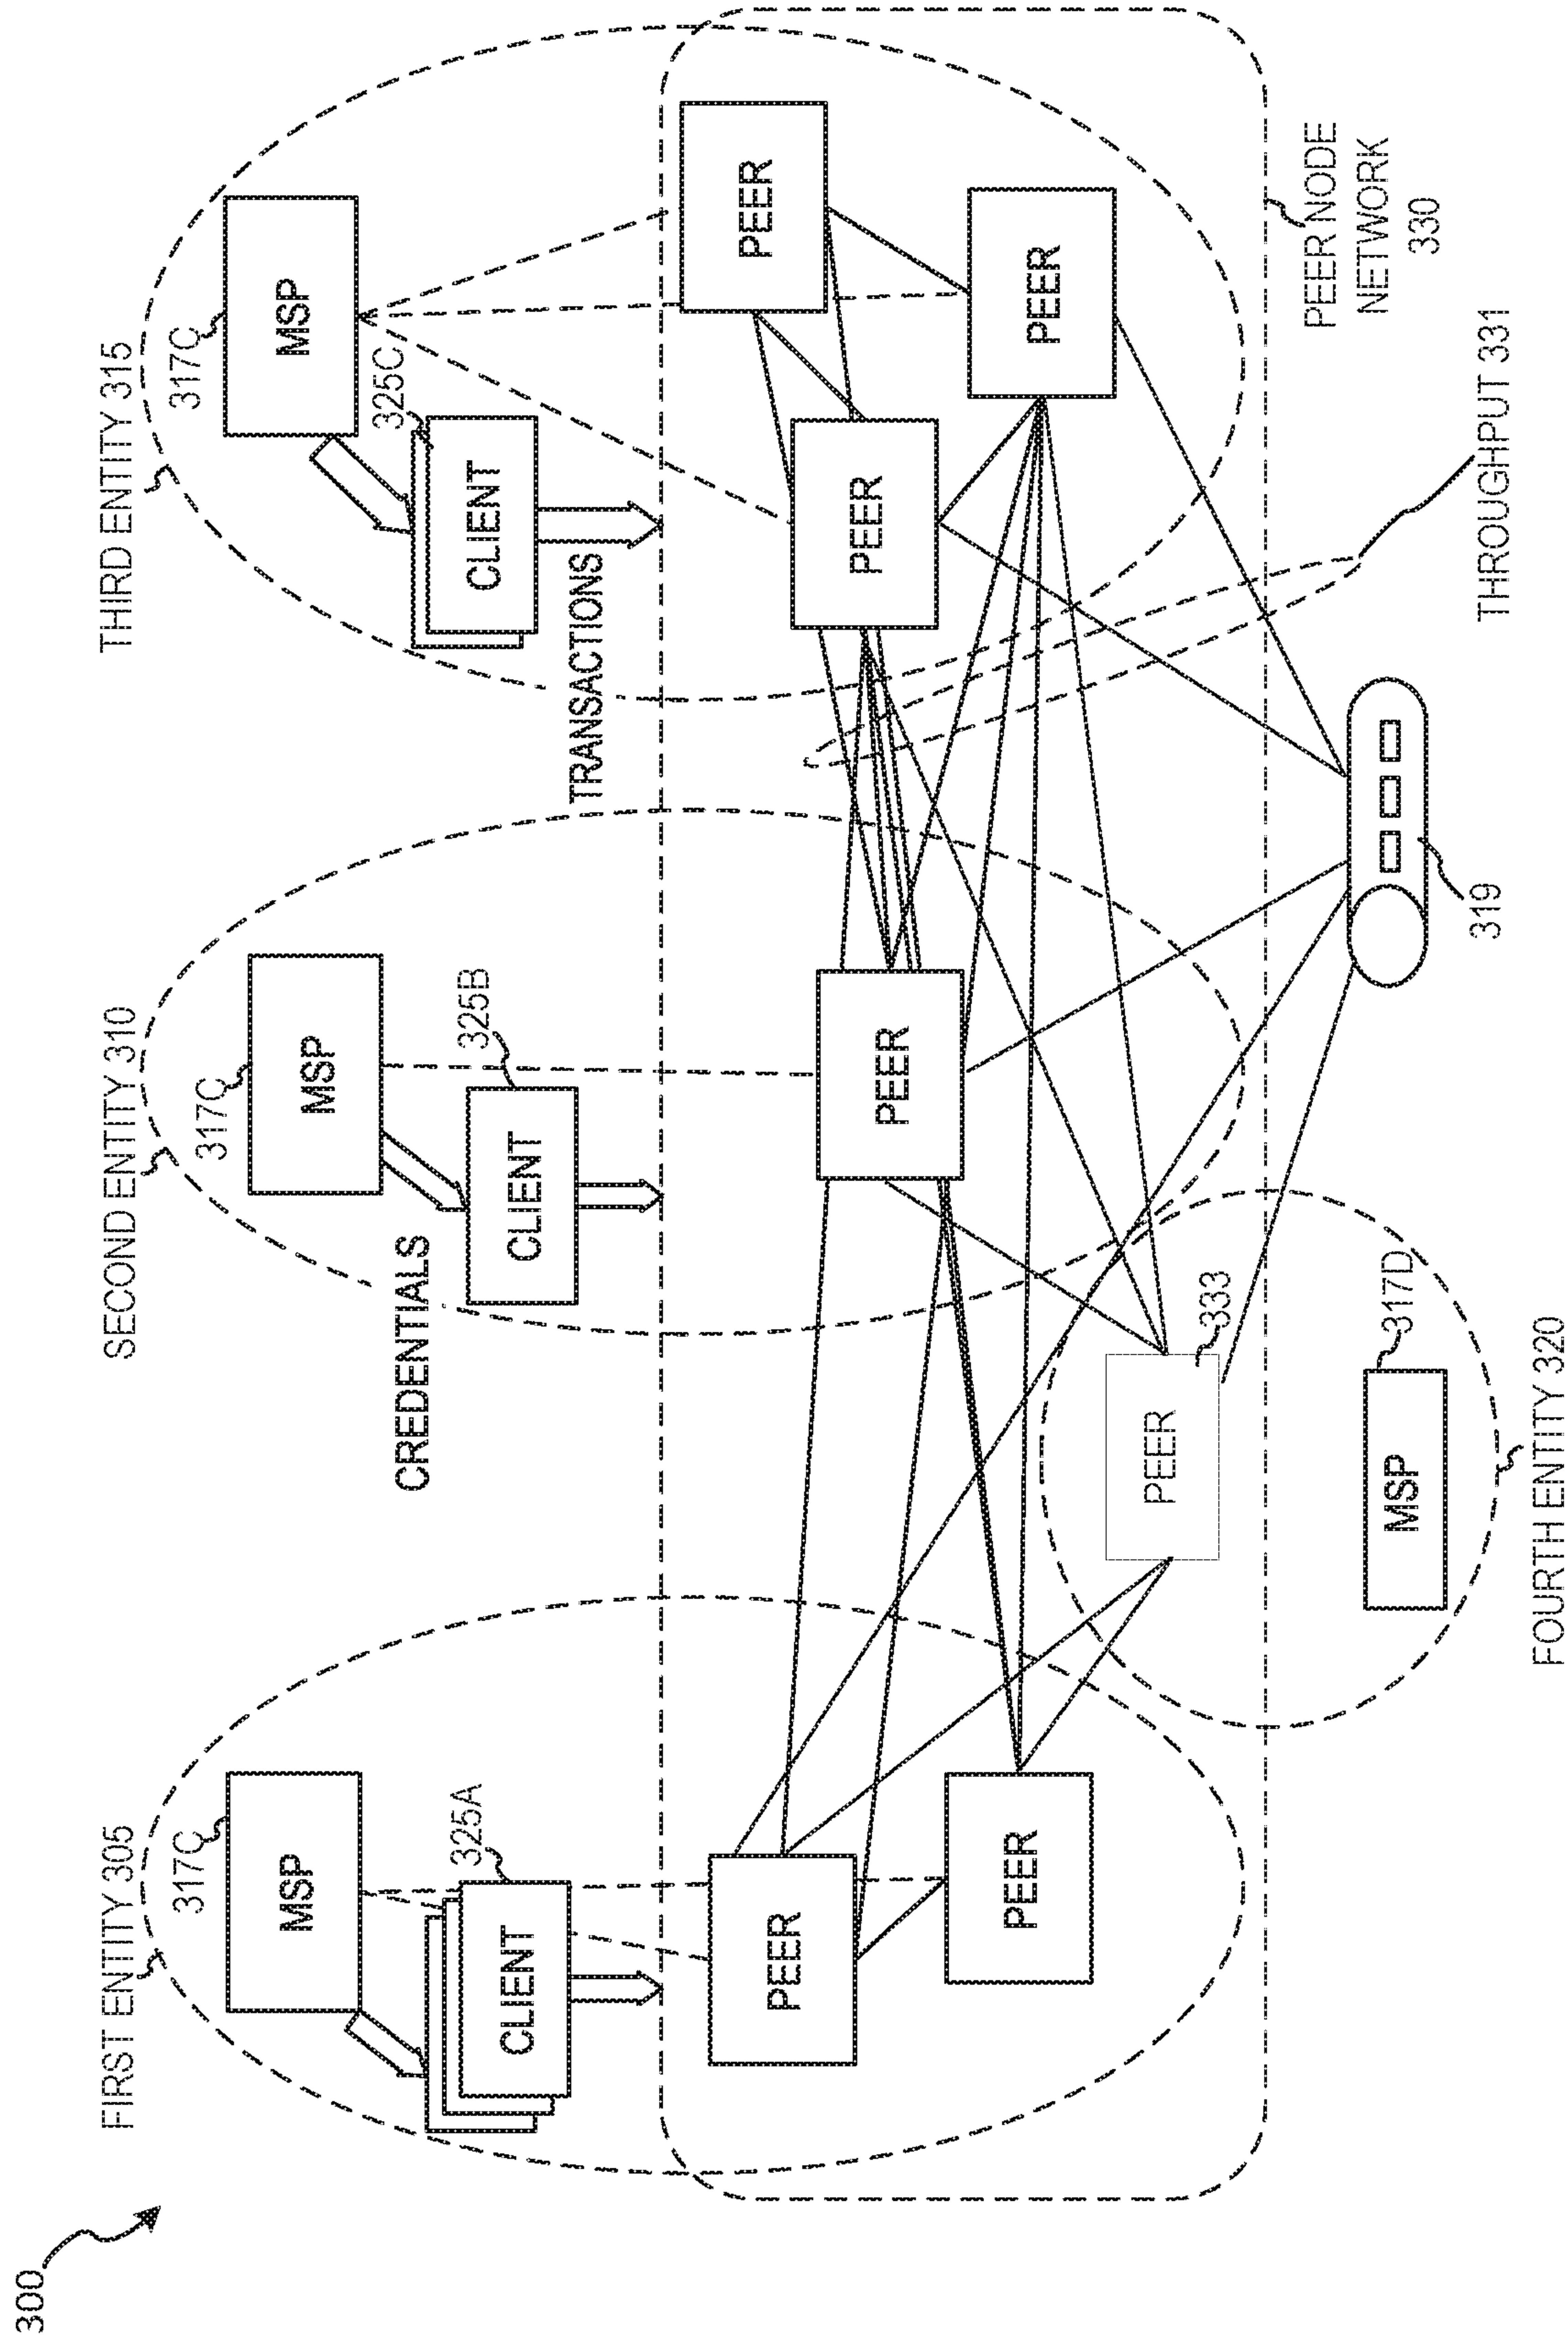 300
FIRST ENTITY 305
SECOND ENTITY 310
THIRD ENTITY 315
317C
MSP
317C
MSP
317C
MSP
325A
CLIENT
325B
CLIENT
325C
CLIENT
CREDENTIALS
TRANSACTIONS
PEER
PEER
PEER
PEER
PEER
PEER
PEER
333
PEER NODE
NETWORK
330
MSP
317D
319
THROUGHPUT 331
FOURTH ENTITY 320